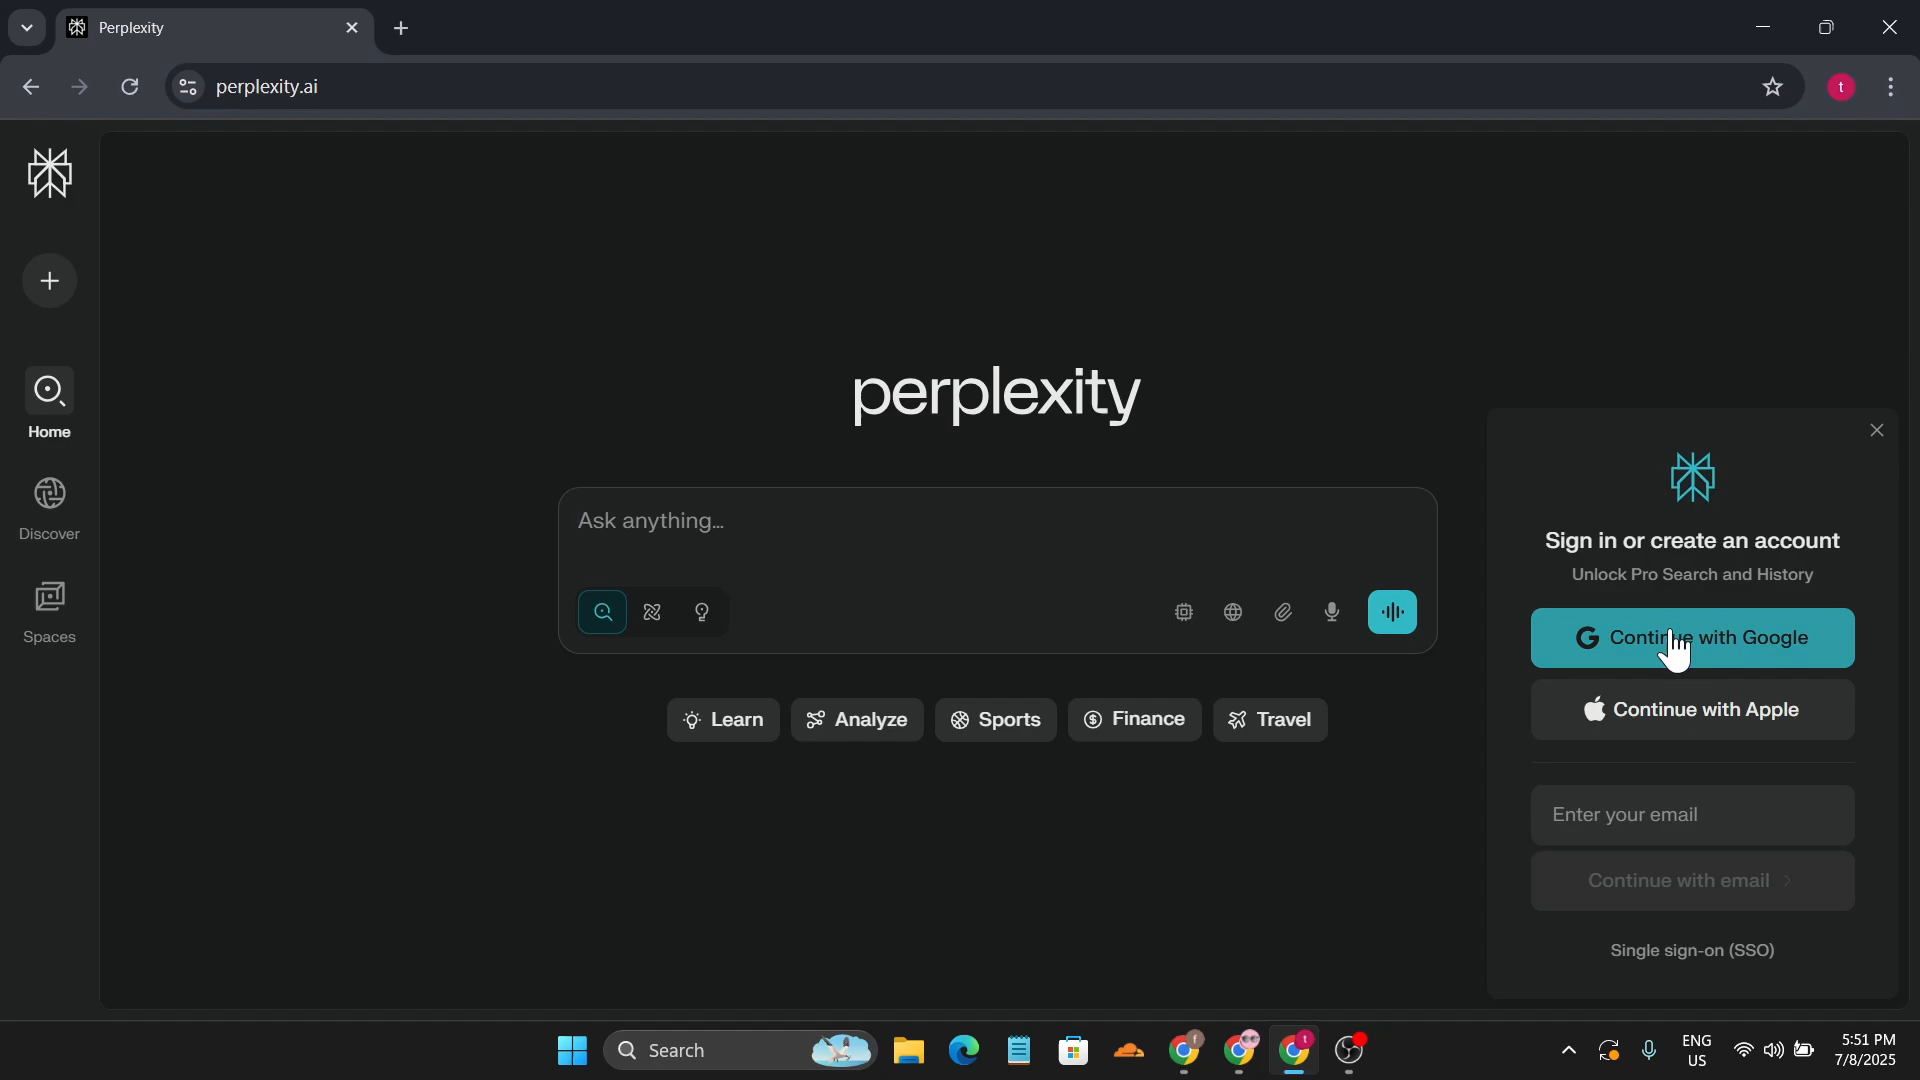 Perplexity
perplexity.ai
t
perplexity
Home
Discover
Spaces
Ask anything...
Learn
Analyze
Sports
Finance
Travel
Sign in or create an account
Unlock Pro Search and History
Continue with Google
Continue with Apple
Enter your email
Continue with email
Single sign-on (SSO)
Search
f
t
ENG
US
5:51 PM
7/8/2025